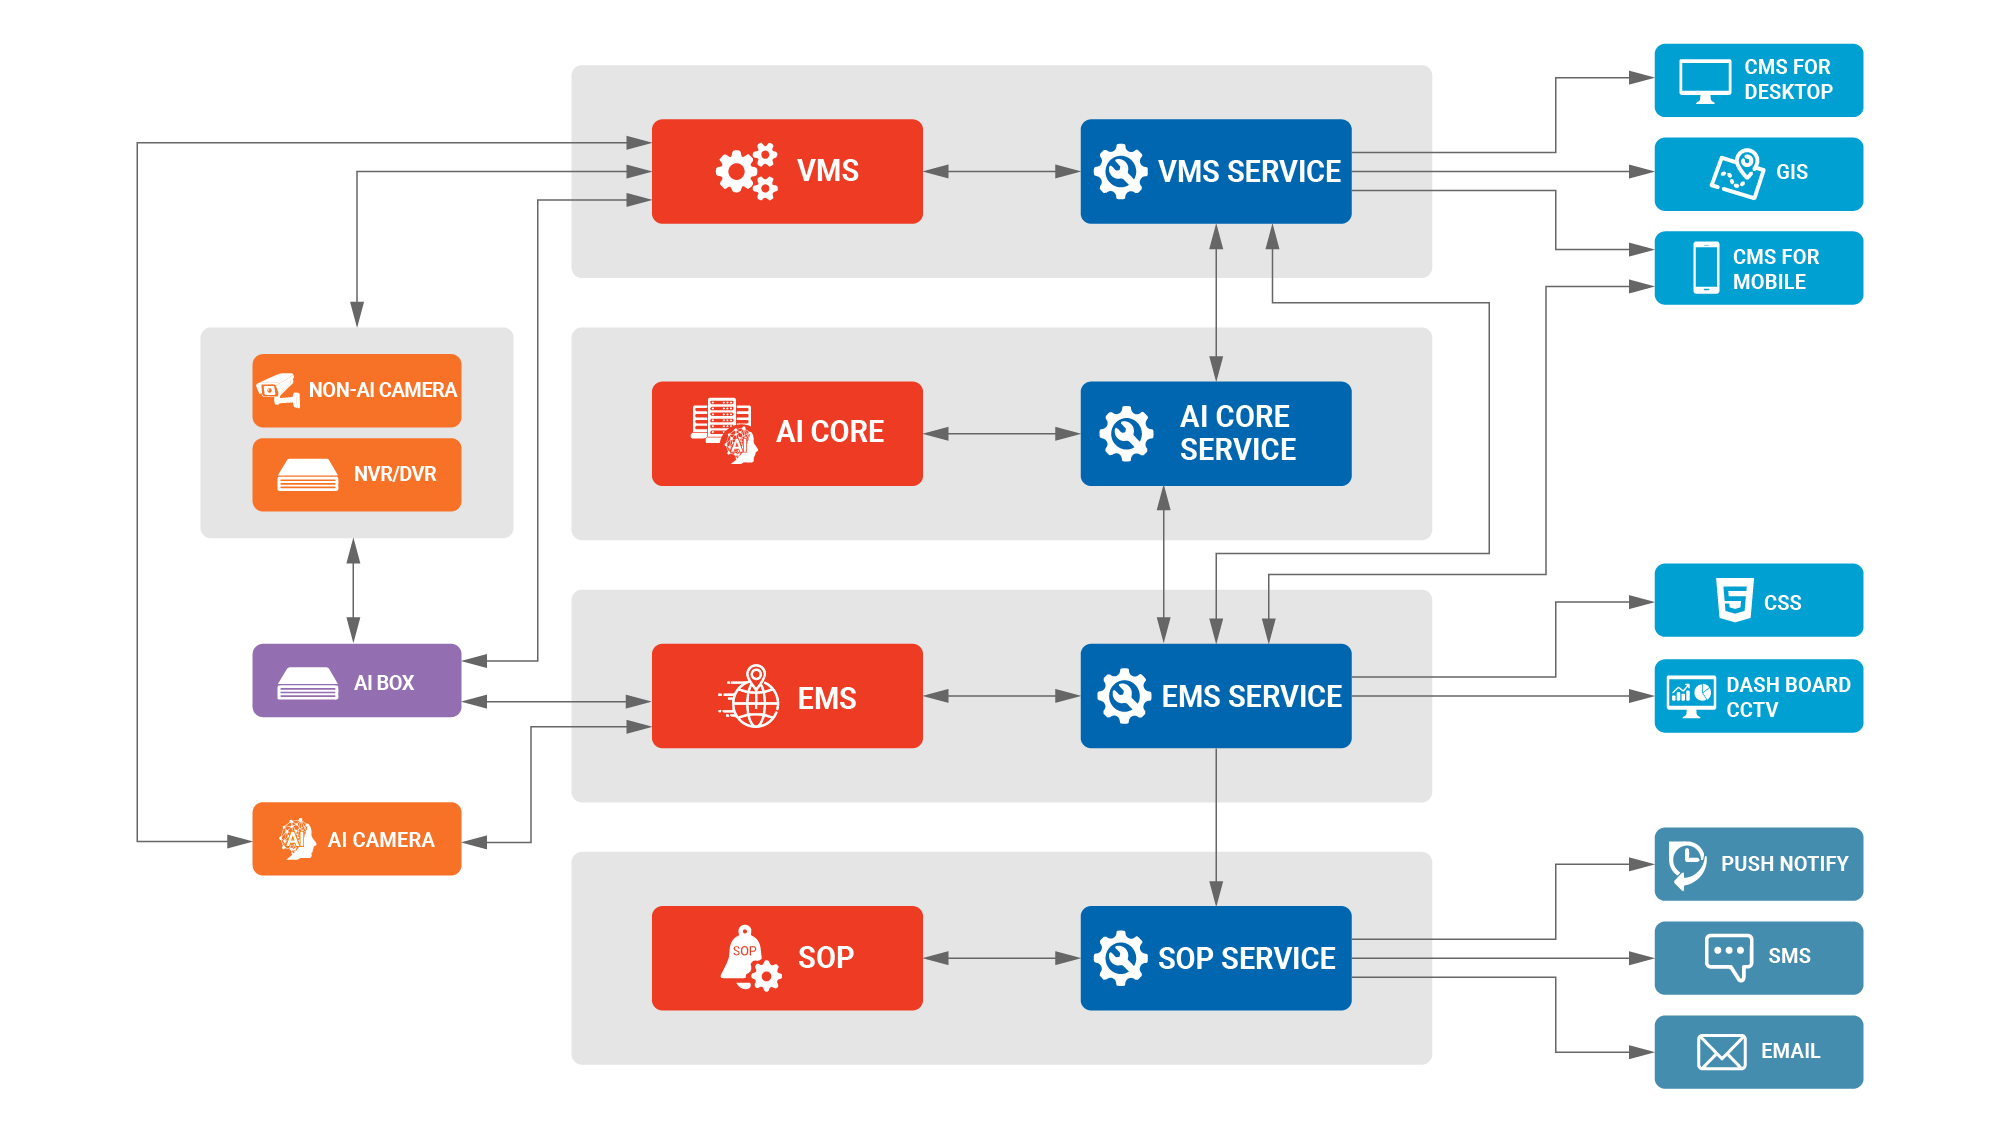 CMS FOR
DESKTOP
VMS
VMS SERVICE
GIS
CMS FOR
MOBILE
NON-AI CAMERA
NVR/DVR
AI
AI CORE
AI CORE
SERVICE
CSS
AI BOX
EMS
EMS SERVICE
DASH BOARD
CCTV
AI
AI CAMERA
PUSH NOTIFY
SOP
SOP
SOP SERVICE
SMS
EMAIL